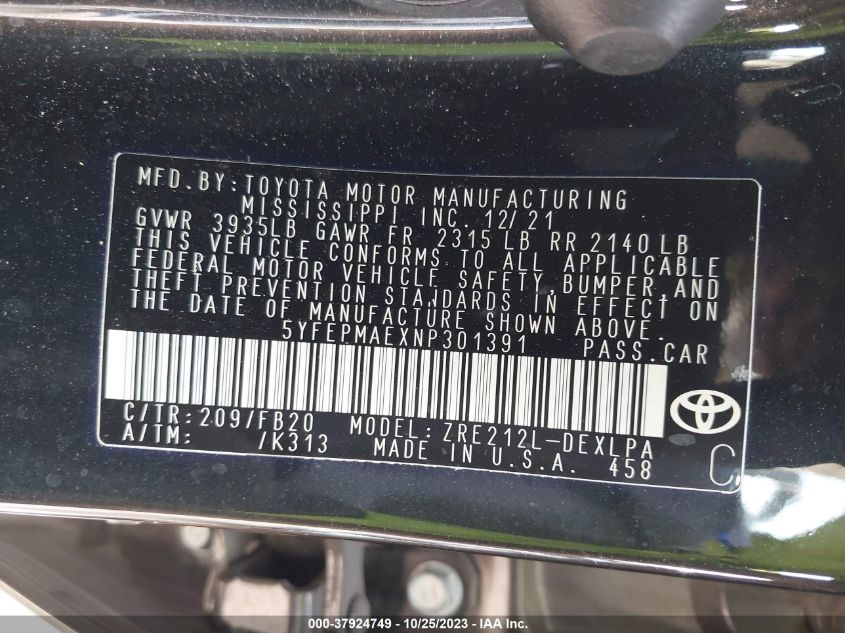 MFD.BY:TOYOTA MOTOR MANUFACTURING
MISSISSIPPI INC. 12/21
GVWR 3935LB GAWR FR 2315LB RR 2140LB
THIS VEHICLE CONFORMS TO ALL APPLICABLE
FEDERAL MOTOR VEHICLE SAFETY, BUMPER, AND
THEFT PREVENTION STANDARDS IN EFFECT ON
THE DATE OF MANUFACTURE SHOWN ABOVE.
5YFEPMAEXNP301391 PASS.CAR
C/TR:209/FB20 MODEL:ZRE212L-DEXLPA
A/TM: /K313 MADE IN U.S.A. 458
C
000-37924749 - 10/25/2023 - IAA Inc.